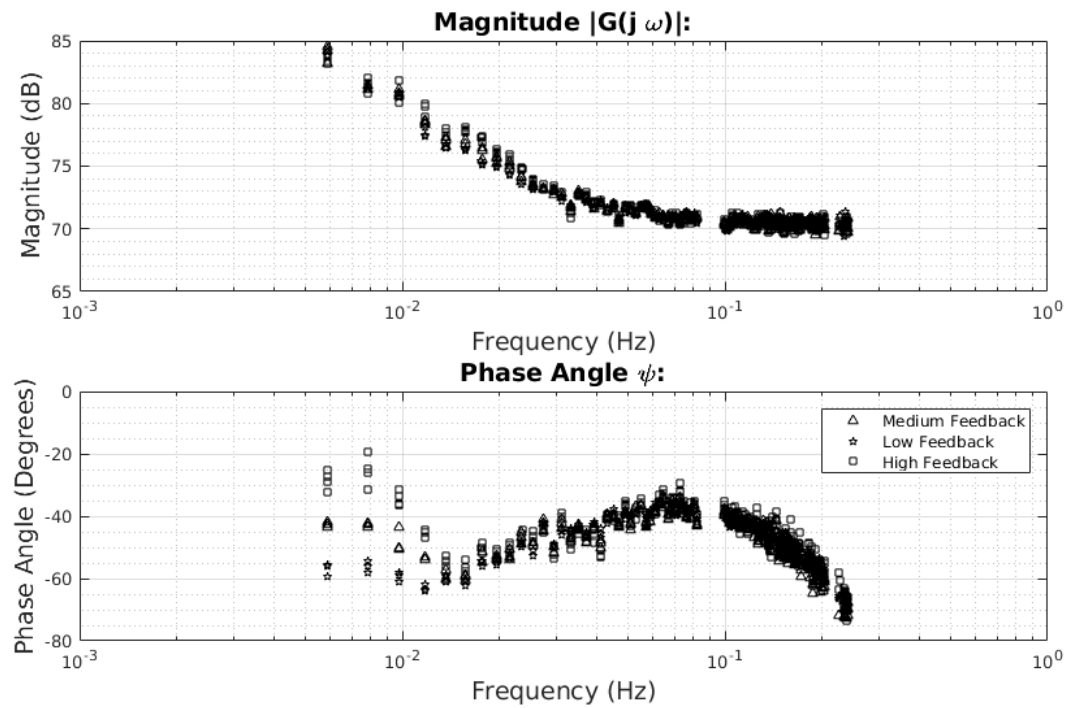 Magnitude |G(j ω)|:
Magnitude (dB)
85
80
75
70
65
10^-3
10^-2
10^-1
10^0
Frequency (Hz)
Phase Angle ψ:
Phase Angle (Degrees)
0
-20
-40
-60
-80
Medium Feedback
Low Feedback
High Feedback
10^-3
10^-2
10^-1
10^0
Frequency (Hz)